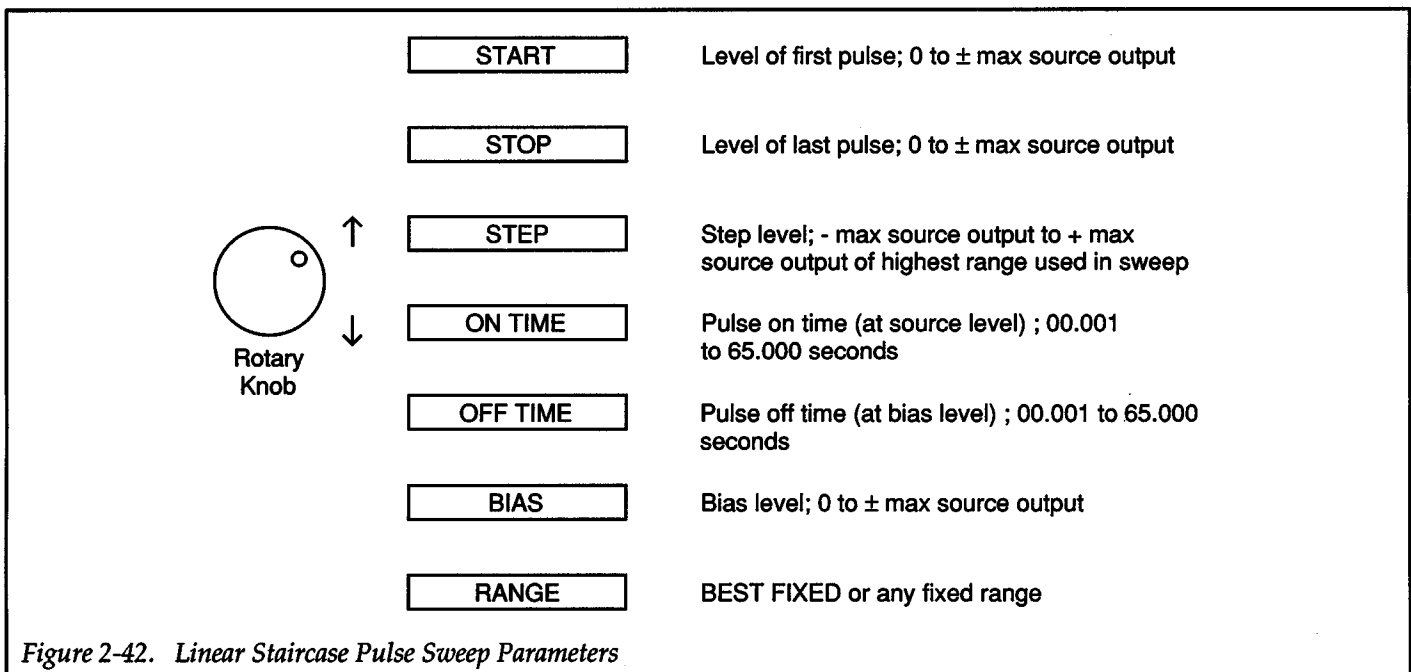 START
Level of first pulse; 0 to ± max source output
STOP
Level of last pulse; 0 to ± max source output
↑
STEP
Step level; - max source output to + max
source output of highest range used in sweep
↓
ON TIME
Pulse on time (at source level) ; 00.001
to 65.000 seconds
Rotary
Knob
OFF TIME
Pulse off time (at bias level) ; 00.001 to 65.000
seconds
BIAS
Bias level; 0 to ± max source output
RANGE
BEST FIXED or any fixed range
Figure 2-42. Linear Staircase Pulse Sweep Parameters